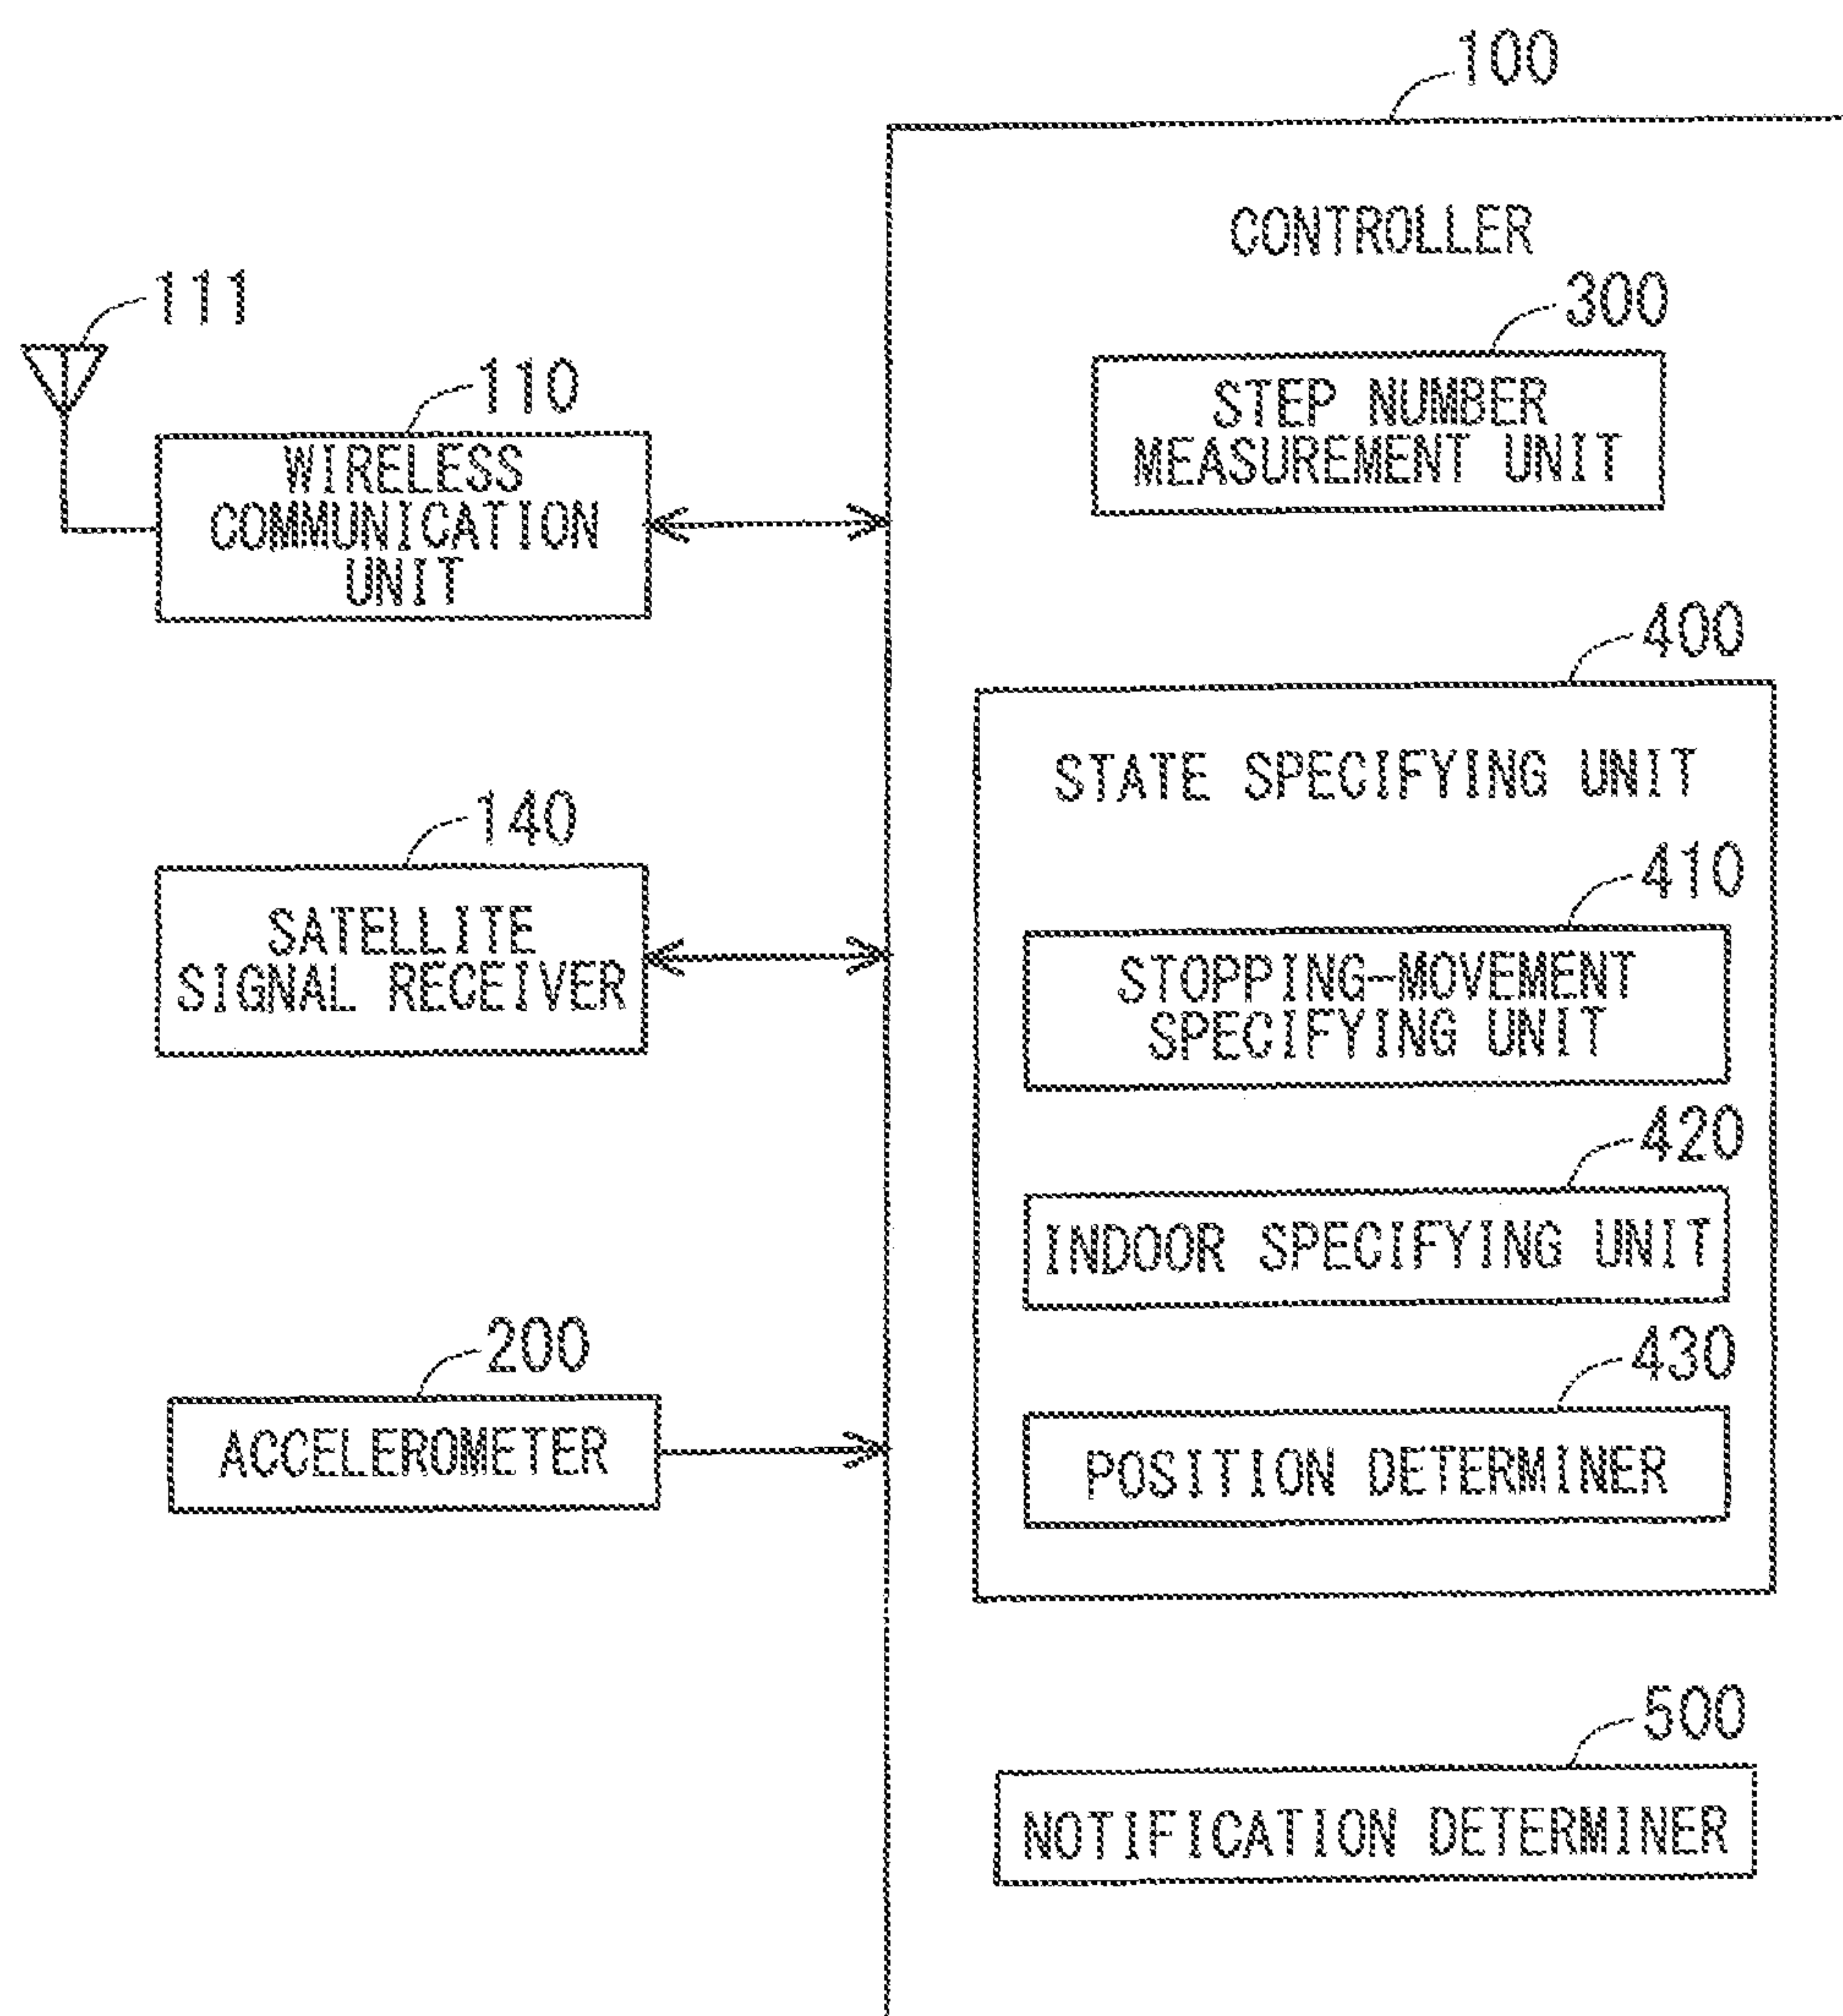 100
CONTROLLER
111
300
110
STEP NUMBER
MEASUREMENT UNIT
WIRELESS
COMMUNICATION
UNIT
400
STATE SPECIFYING UNIT
140
410
SATELLITE
SIGNAL RECEIVER
STOPPING-MOVEMENT
SPECIFYING UNIT
420
INDOOR SPECIFYING UNIT
200
430
ACCELEROMETER
POSITION DETERMINER
500
NOTIFICATION DETERMINER